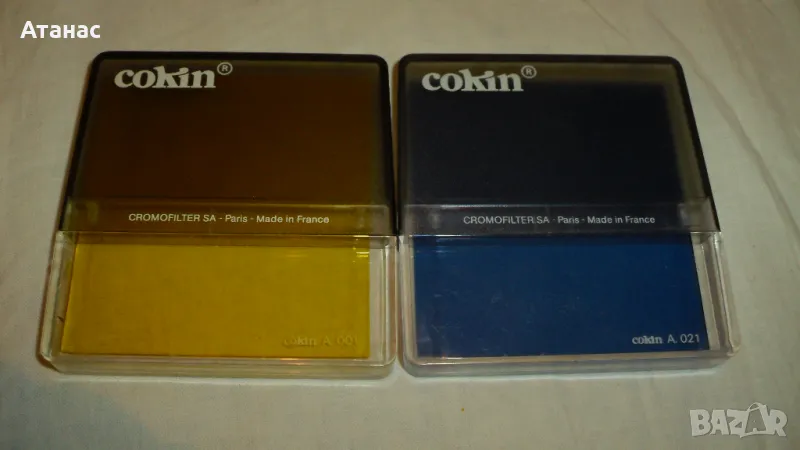 Атанас
cokin®
CROMOFILTER SA - Paris - Made in France
cokin A. 001
cokin®
CROMOFILTER SA - Paris - Made in France
cokin A. 021
BAZAR